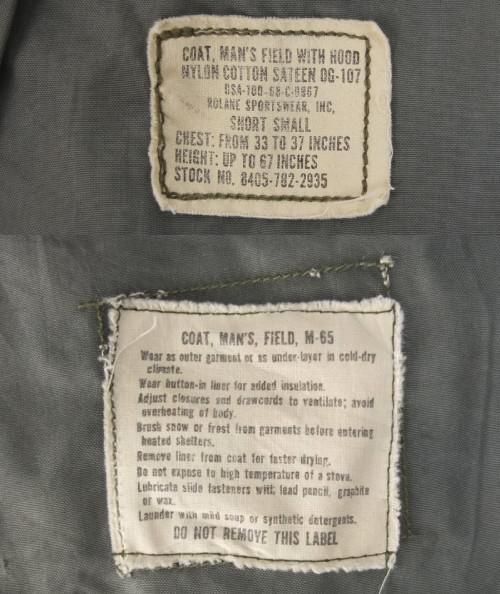 COAT, MAN'S FIELD WITH HOOD
NYLON COTTON SATEEN OG-107
DSA-100-68-C-0967
ROLANE SPORTSWEAR, INC,
SHORT SMALL
CHEST: FROM 33 TO 37 INCHES
HEIGHT: UP TO 67 INCHES
STOCK NO. 8405-782-2935
COAT, MAN'S, FIELD, M-65
Wear as outer garment or as under-layer in cold-dry
climate.
Wear button-in liner for added insulation.
Adjust closures and drawcords to ventilate; avoid
overheating of body.
Brush snow or frost from garments before entering
heated shelters.
Remove liner from coat for faster drying.
Do not expose to high temperature of a stove.
Lubricate slide fasteners with lead pencil, graphite
or wax.
Launder with mild soap or synthetic detergents.
DO NOT REMOVE THIS LABEL